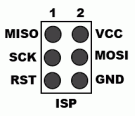 1 2
MISO VCC
SCK MOSI
RST GND
ISP